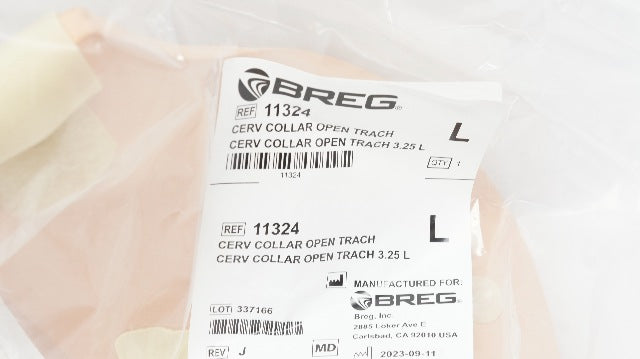 BREG
REF 11324
CERV COLLAR OPEN TRACH L
CERV COLLAR OPEN TRACH 3.25 L
QTY 1
11324
REF 11324
CERV COLLAR OPEN TRACH L
CERV COLLAR OPEN TRACH 3.25 L
MANUFACTURED FOR:
BREG
LOT 337166
Breg, Inc.
2885 Loker Ave E
Carlsbad, CA 92010 USA
REV J MD 2023-09-11